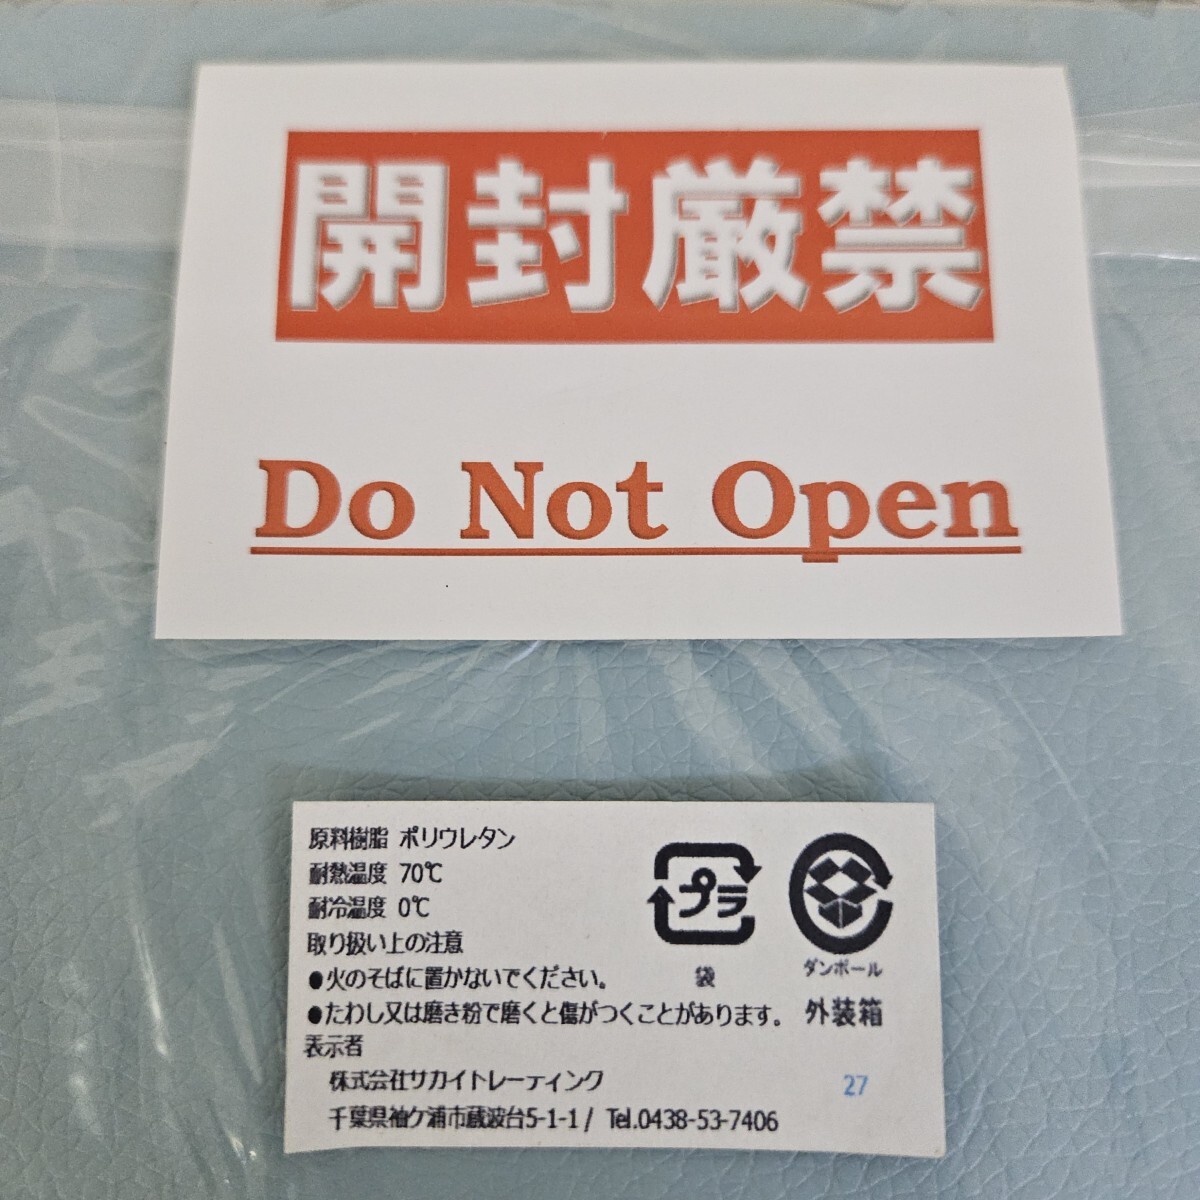 開封厳禁
Do Not Open
原料樹脂 ポリウレタン
耐熱温度 70℃
耐冷温度 0℃
取り扱い上の注意
●火のそばに置かないでください。
●たわし又は磨き粉で磨くと傷がつくことがあります。
表示者
株式会社サカイトレーティング
千葉県袖ケ浦市蔵波台5-1-1 / Tel.0438-53-7406
プラ
袋
ダンボール
外装箱
27